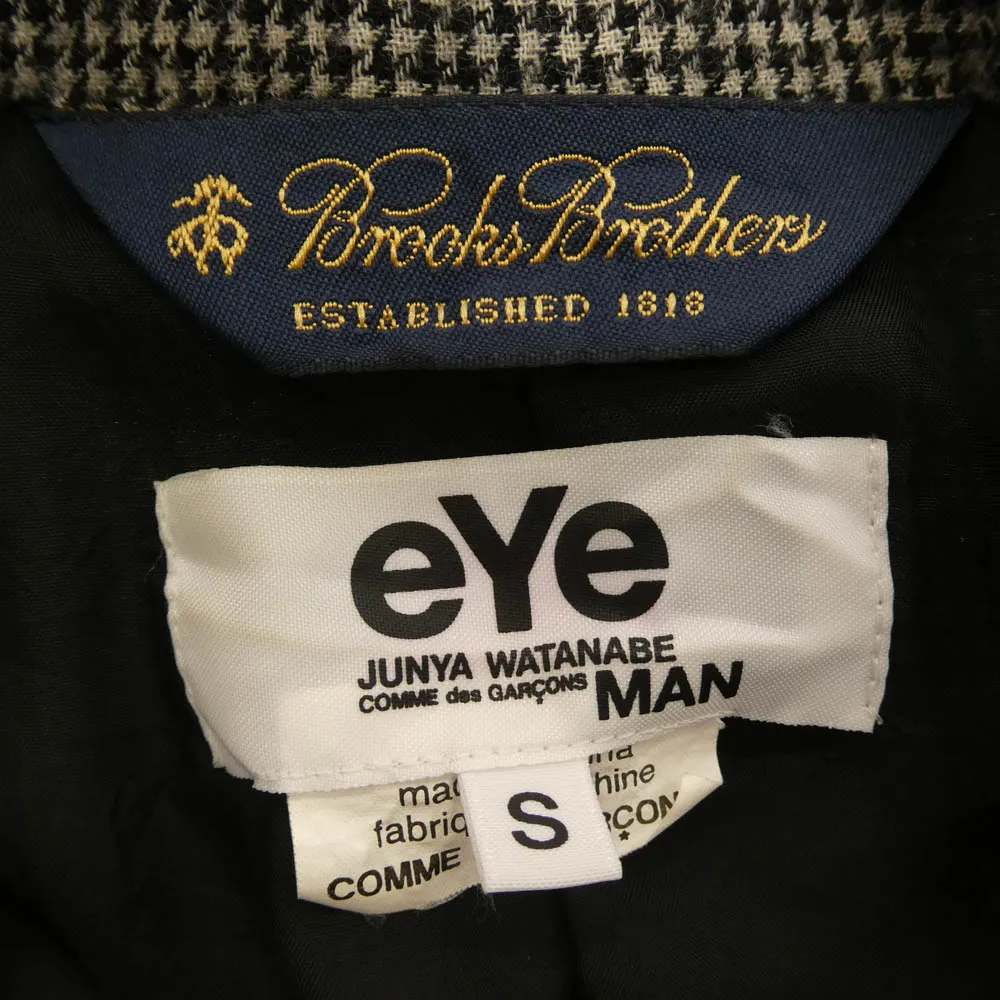 Brooks Brothers
ESTABLISHED 1818
eYe
JUNYA WATANABE
COMME des GARÇONS MAN
S
COMME